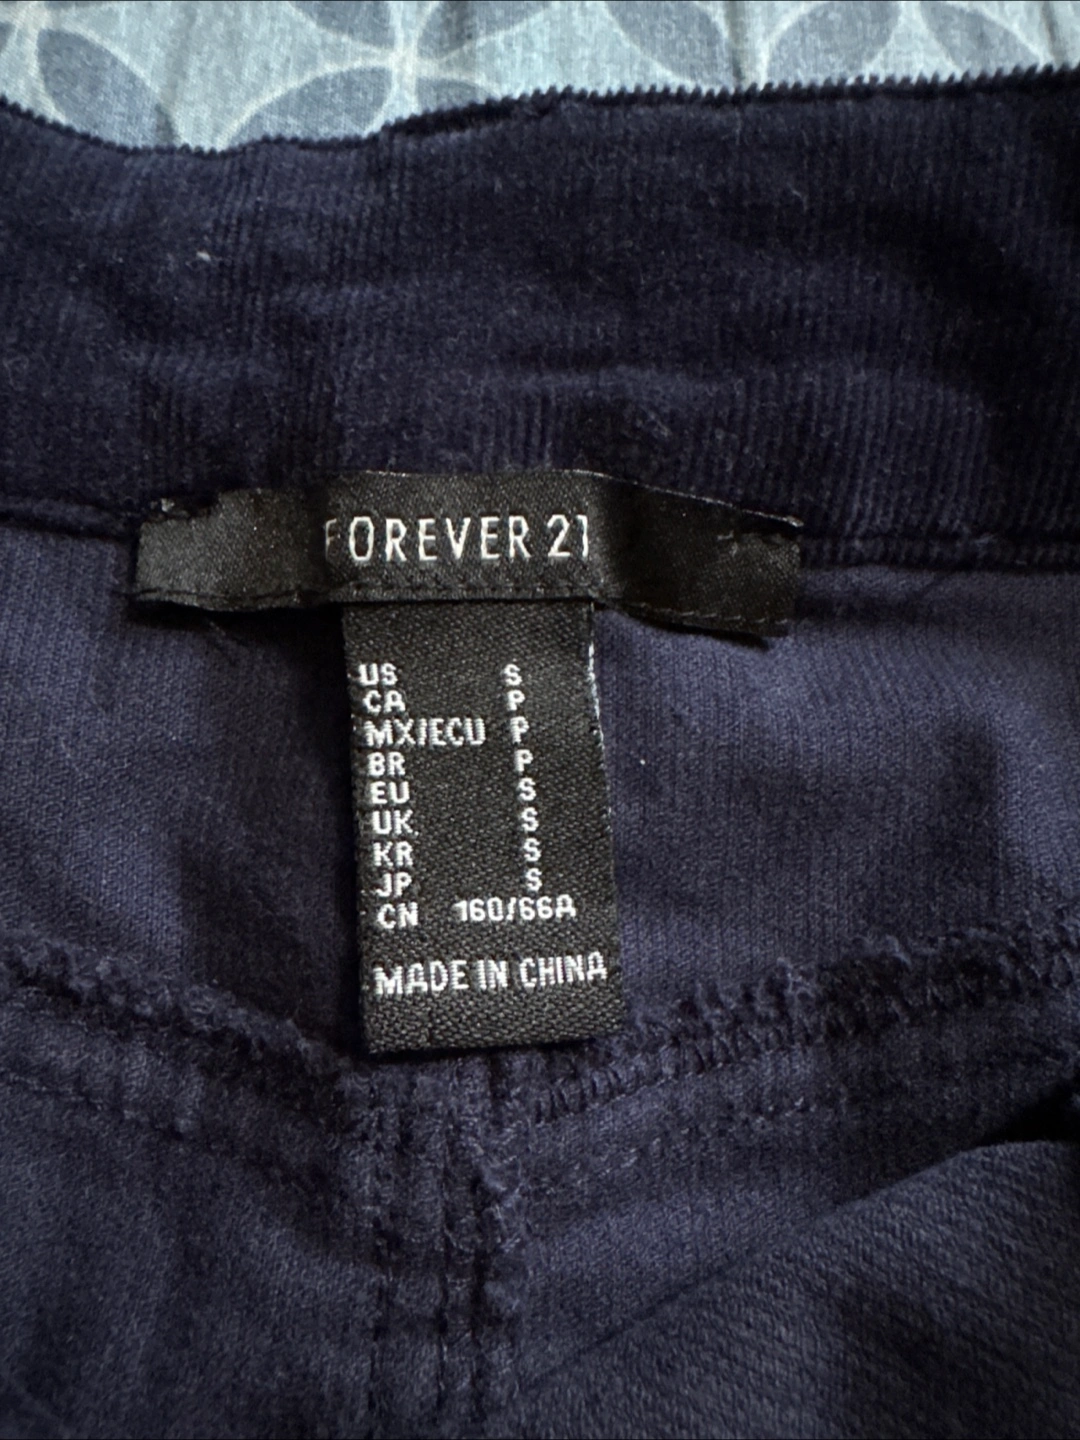 FOREVER 21
US S
CA P
MX/ECU P
BR P
EU S
UK S
KR S
JP S
CN 160/66A
MADE IN CHINA